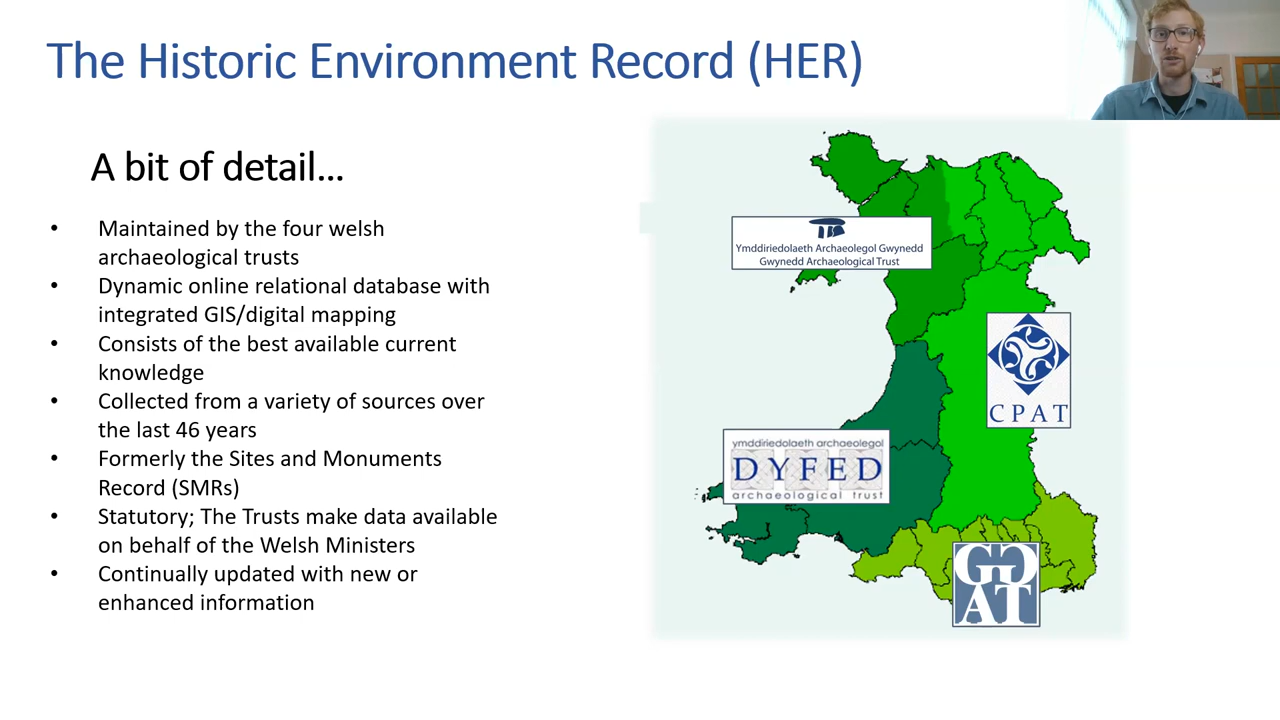 The Historic Environment Record (HER)
A bit of detail...
• Maintained by the four welsh
archaeological trusts
• Dynamic online relational database with
integrated GIS/digital mapping
• Consists of the best available current
knowledge
• Collected from a variety of sources over
the last 46 years
• Formerly the Sites and Monuments
Record (SMRs)
• Statutory; The Trusts make data available
on behalf of the Welsh Ministers
• Continually updated with new or
enhanced information
Ymddiriedolaeth Archaeolegol Gwynedd
Gwynedd Archaeological Trust
CPAT
ymddiriedolaeth archaeolegol
DYFED
archaeological trust
GG
AT